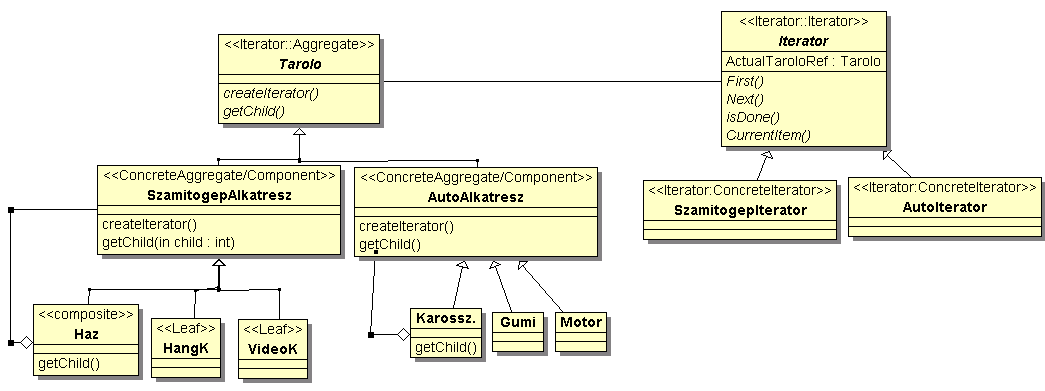 <<Iterator::Aggregate>>
Tarolo
createIterator()
getChild()
<<Iterator::Iterator>>
Iterator
ActualTaroloRef : Tarolo
First()
Next()
isDone()
CurrentItem()
<<ConcreteAggregate/Component>>
SzamitogepAlkatresz
createIterator()
getChild(in child : int)
<<ConcreteAggregate/Component>>
AutoAlkatresz
createIterator()
getChild()
<<Iterator:ConcreteIterator>>
SzamitogepIterator
<<Iterator:ConcreteIterator>>
AutoIterator
<<composite>>
Haz
getChild()
<<Leaf>>
HangK
<<Leaf>>
VideoK
Karossz.
getChild()
Gumi
Motor